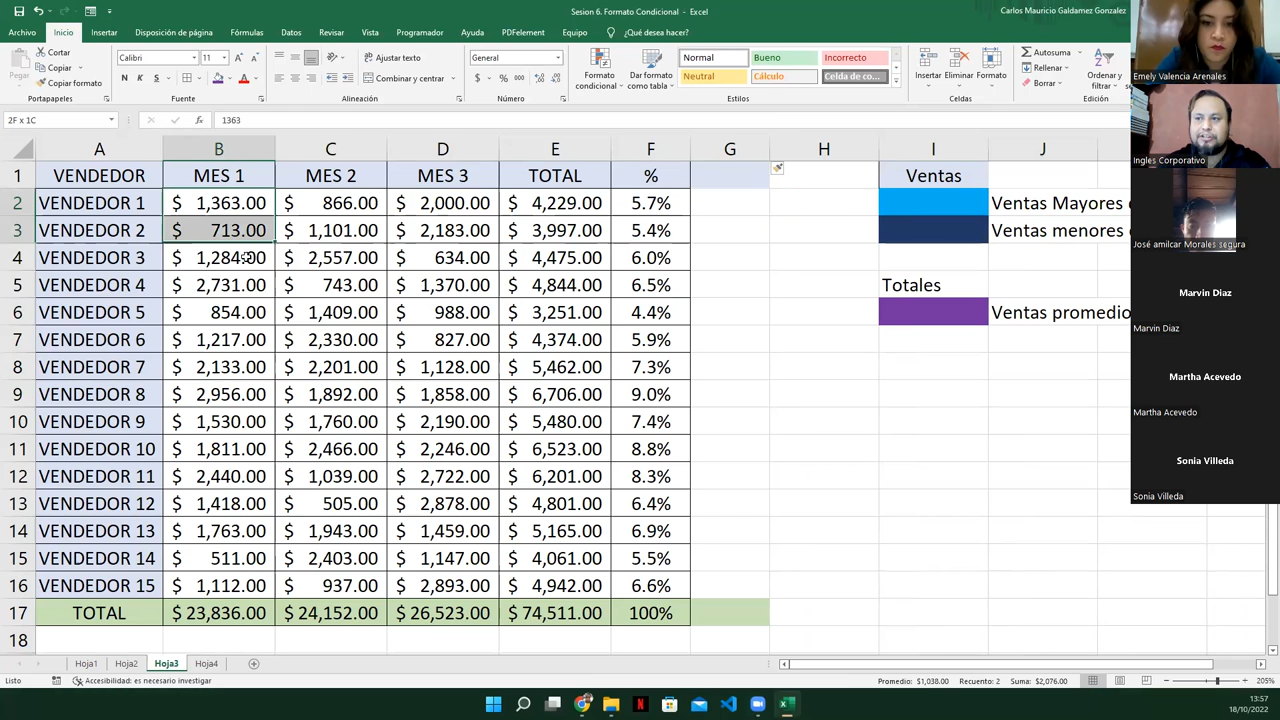 Sesion 6. Formato Condicional - Excel
Carlos Mauricio Galdamez Gonzalez
Archivo Inicio Insertar Disposición de página Fórmulas Datos Revisar Vista Programador Ayuda PDFelement Equipo ¿Qué desea hacer?
Pegar Cortar Copiar Copiar formato
Portapapeles
Calibri 11
N K S
Fuente
Ajustar texto
Combinar y centrar
Alineación
General
Número
Formato condicional
Dar formato como tabla
Normal Bueno Incorrecto
Neutral Cálculo Celda de co...
Estilos
Insertar Eliminar Formato
Celdas
Autosuma
Rellenar
Borrar
Ordenar y filtrar
Edición
2F x 1C fx 1363
A B C D E F G H I J
1 VENDEDOR MES 1 MES 2 MES 3 TOTAL % Ventas
2 VENDEDOR 1 $ 1,363.00 $ 866.00 $ 2,000.00 $ 4,229.00 5.7% Ventas Mayores
3 VENDEDOR 2 $ 713.00 $ 1,101.00 $ 2,183.00 $ 3,997.00 5.4% Ventas menores
4 VENDEDOR 3 $ 1,284.00 $ 2,557.00 $ 634.00 $ 4,475.00 6.0%
5 VENDEDOR 4 $ 2,731.00 $ 743.00 $ 1,370.00 $ 4,844.00 6.5% Totales
6 VENDEDOR 5 $ 854.00 $ 1,409.00 $ 988.00 $ 3,251.00 4.4% Ventas promedio
7 VENDEDOR 6 $ 1,217.00 $ 2,330.00 $ 827.00 $ 4,374.00 5.9%
8 VENDEDOR 7 $ 2,133.00 $ 2,201.00 $ 1,128.00 $ 5,462.00 7.3%
9 VENDEDOR 8 $ 2,956.00 $ 1,892.00 $ 1,858.00 $ 6,706.00 9.0%
10 VENDEDOR 9 $ 1,530.00 $ 1,760.00 $ 2,190.00 $ 5,480.00 7.4%
11 VENDEDOR 10 $ 1,811.00 $ 2,466.00 $ 2,246.00 $ 6,523.00 8.8%
12 VENDEDOR 11 $ 2,440.00 $ 1,039.00 $ 2,722.00 $ 6,201.00 8.3%
13 VENDEDOR 12 $ 1,418.00 $ 505.00 $ 2,878.00 $ 4,801.00 6.4%
14 VENDEDOR 13 $ 1,763.00 $ 1,943.00 $ 1,459.00 $ 5,165.00 6.9%
15 VENDEDOR 14 $ 511.00 $ 2,403.00 $ 1,147.00 $ 4,061.00 5.5%
16 VENDEDOR 15 $ 1,112.00 $ 937.00 $ 2,893.00 $ 4,942.00 6.6%
17 TOTAL $ 23,836.00 $ 24,152.00 $ 26,523.00 $ 74,511.00 100%
18
Hoja1 Hoja2 Hoja3 Hoja4
Listo Accesibilidad: es necesario investigar Promedio: $1,038.00 Recuento: 2 Suma: $2,076.00 205%
13:57
18/10/2022
Emely Valencia Arenales
Ingles Corporativo
José amilcar Morales segura
Marvin Diaz
Marvin Diaz
Martha Acevedo
Martha Acevedo
Sonia Villeda
Sonia Villeda